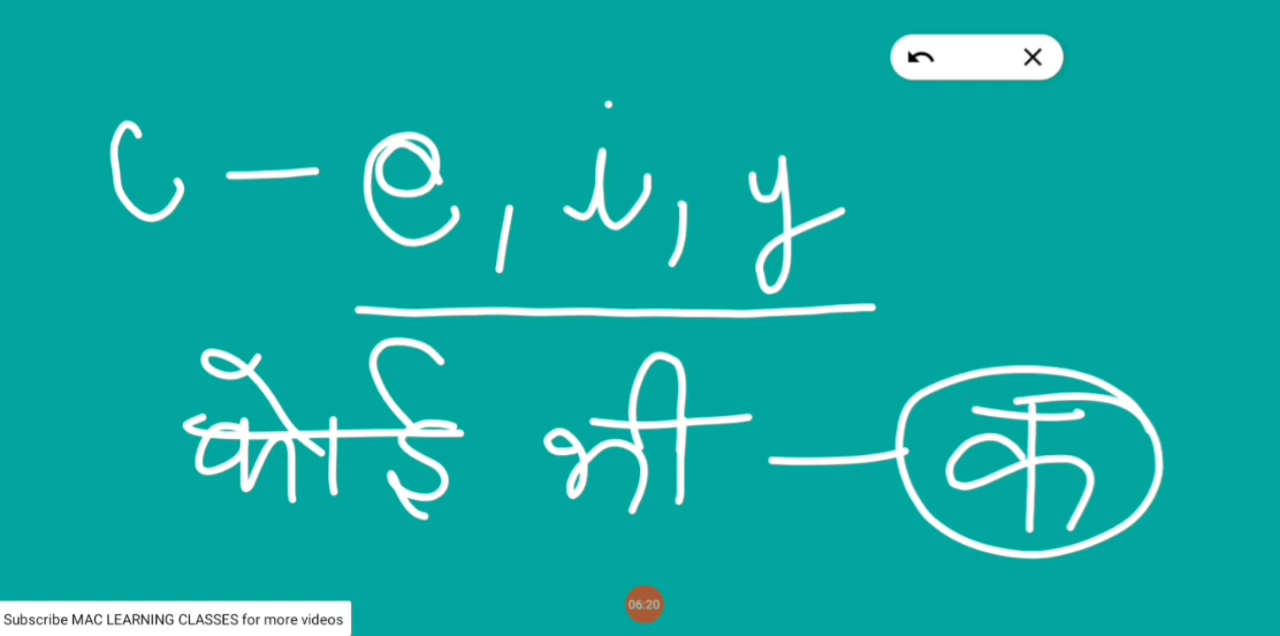 c - e, i, y
कोई भी - क
06:20
Subscribe MAC LEARNING CLASSES for more videos